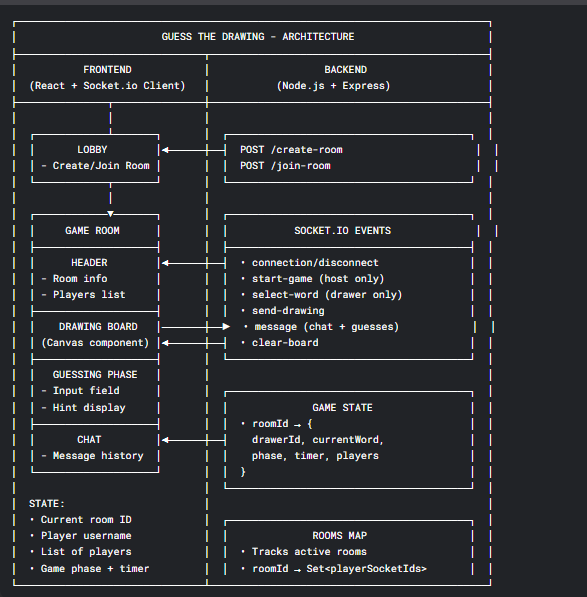 GUESS THE DRAWING - ARCHITECTURE
FRONTEND
(React + Socket.io Client)
BACKEND
(Node.js + Express)
LOBBY
- Create/Join Room
POST /create-room
POST /join-room
GAME ROOM
HEADER
- Room info
- Players list
DRAWING BOARD
(Canvas component)
GUESSING PHASE
- Input field
- Hint display
CHAT
- Message history
SOCKET.IO EVENTS
• connection/disconnect
• start-game (host only)
• select-word (drawer only)
• send-drawing
• message (chat + guesses)
• clear-board
GAME STATE
• roomId → {
drawerId, currentWord,
phase, timer, players
}
STATE:
• Current room ID
• Player username
• List of players
• Game phase + timer
ROOMS MAP
• Tracks active rooms
• roomId → Set<playerSocketIds>